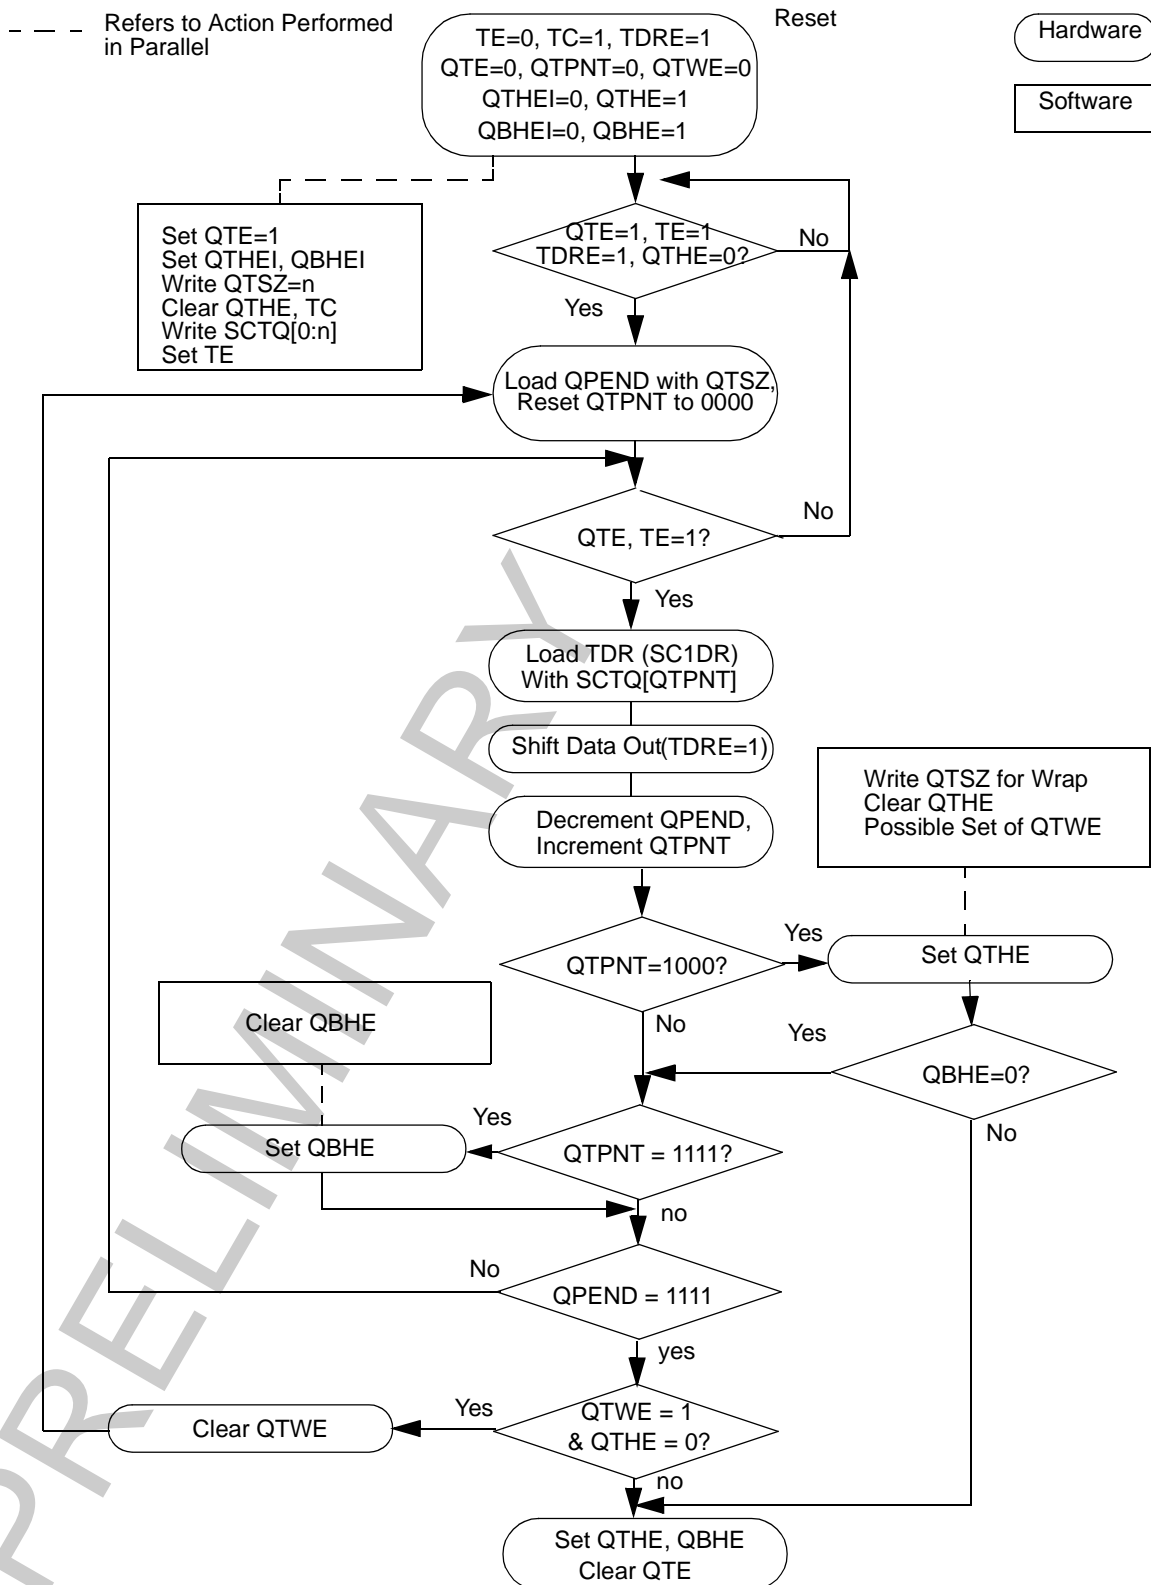 Refers to Action Performed
in Parallel
Reset
Hardware
Software
TE=0, TC=1, TDRE=1
QTE=0, QTPNT=0, QTWE=0
QTHEI=0, QTHE=1
QBHEI=0, QBHE=1
Set QTE=1
Set QTHEI, QBHEI
Write QTSZ=n
Clear QTHE, TC
Write SCTQ[0:n]
Set TE
QTE=1, TE=1
TDRE=1, QTHE=0?
No
Yes
Load QPEND with QTSZ,
Reset QTPNT to 0000
QTE, TE=1?
No
Yes
Load TDR (SC1DR)
With SCTQ[QTPNT]
Shift Data Out(TDRE=1)
Decrement QPEND,
Increment QTPNT
Write QTSZ for Wrap
Clear QTHE
Possible Set of QTWE
QTPNT=1000?
Yes
Set QTHE
No
Yes
QBHE=0?
No
Clear QBHE
Set QBHE
Yes
QTPNT = 1111?
no
No
QPEND = 1111
yes
Clear QTWE
Yes
QTWE = 1
& QTHE = 0?
no
Set QTHE, QBHE
Clear QTE
PRELIMINARY